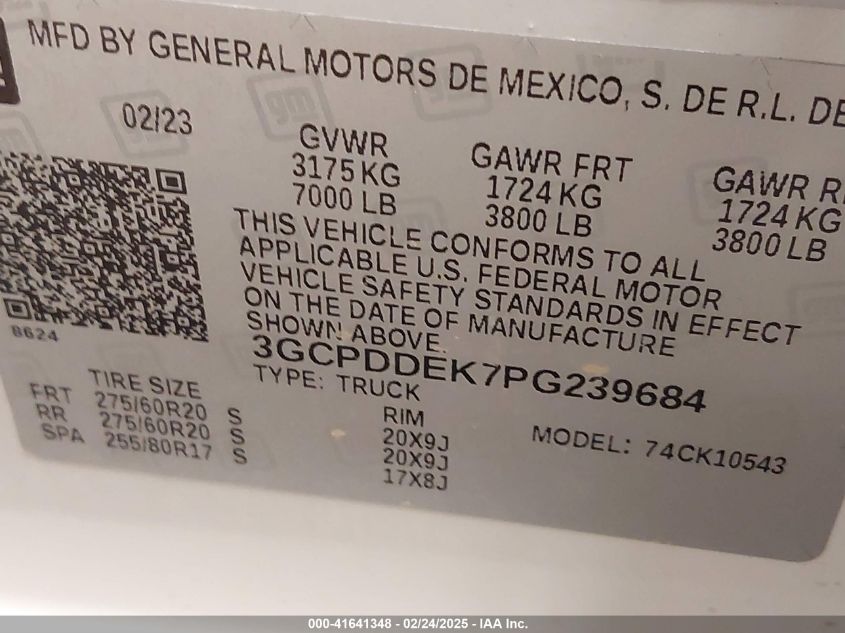 MFD BY GENERAL MOTORS DE MEXICO, S. DE R.L. DE
02/23
GVWR GAWR FRT GAWR R
3175 KG 1724 KG 1724 KG
7000 LB 3800 LB 3800 LB
THIS VEHICLE CONFORMS TO ALL
APPLICABLE U.S. FEDERAL MOTOR
VEHICLE SAFETY STANDARDS IN EFFECT
ON THE DATE OF MANUFACTURE
SHOWN ABOVE.
8624
3GCPDDEK7PG239684
TYPE: TRUCK
MODEL: 74CK10543
TIRE SIZE RIM
FRT 275/60R20 S 20X9J
RR 275/60R20 S 20X9J
SPA 255/80R17 S 17X8J
000-41641348 - 02/24/2025 - IAA Inc.